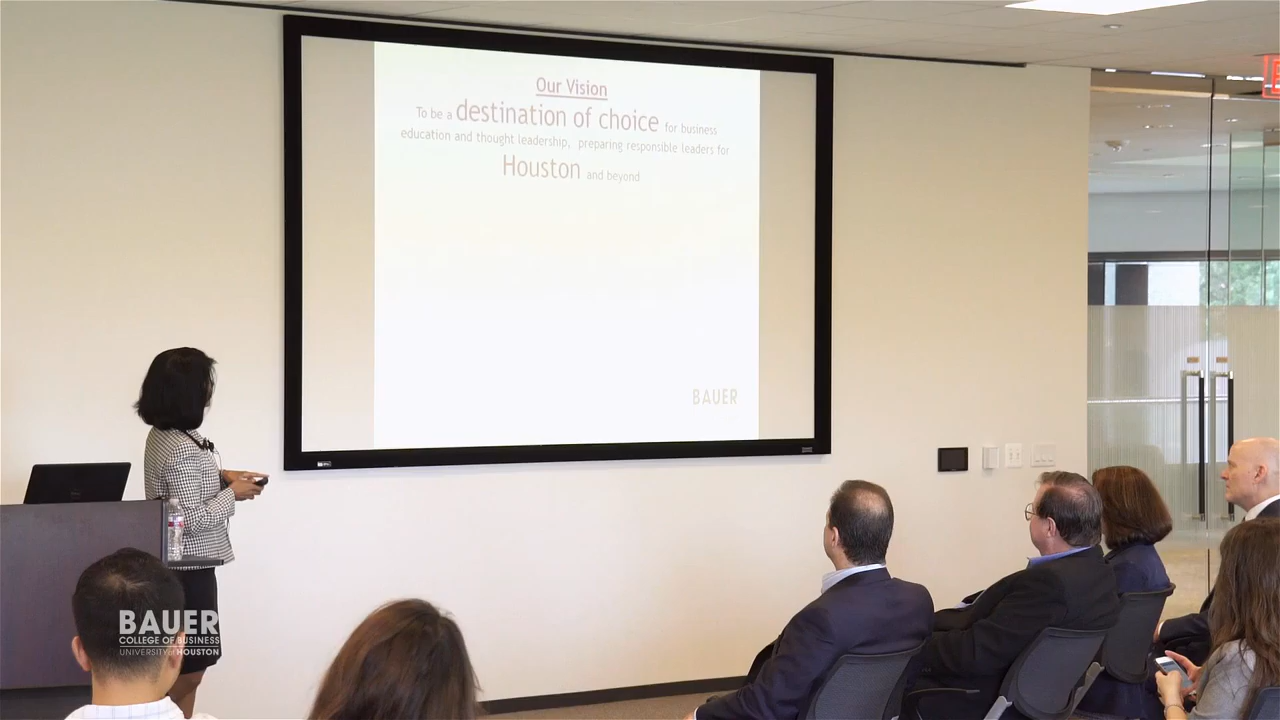 Our Vision
To be a destination of choice for business
education and thought leadership, preparing responsible leaders for
Houston and beyond
BAUER
BAUER
COLLEGE OF BUSINESS
UNIVERSITY of HOUSTON